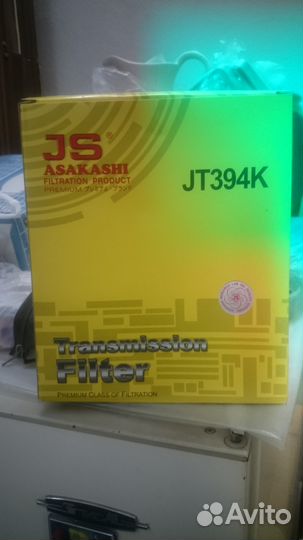 JS®
ASAKASHI
FILTRATION PRODUCT
JT394K
Transmission
Filter
PREMIUM CLASS OF FILTRATION
Avito